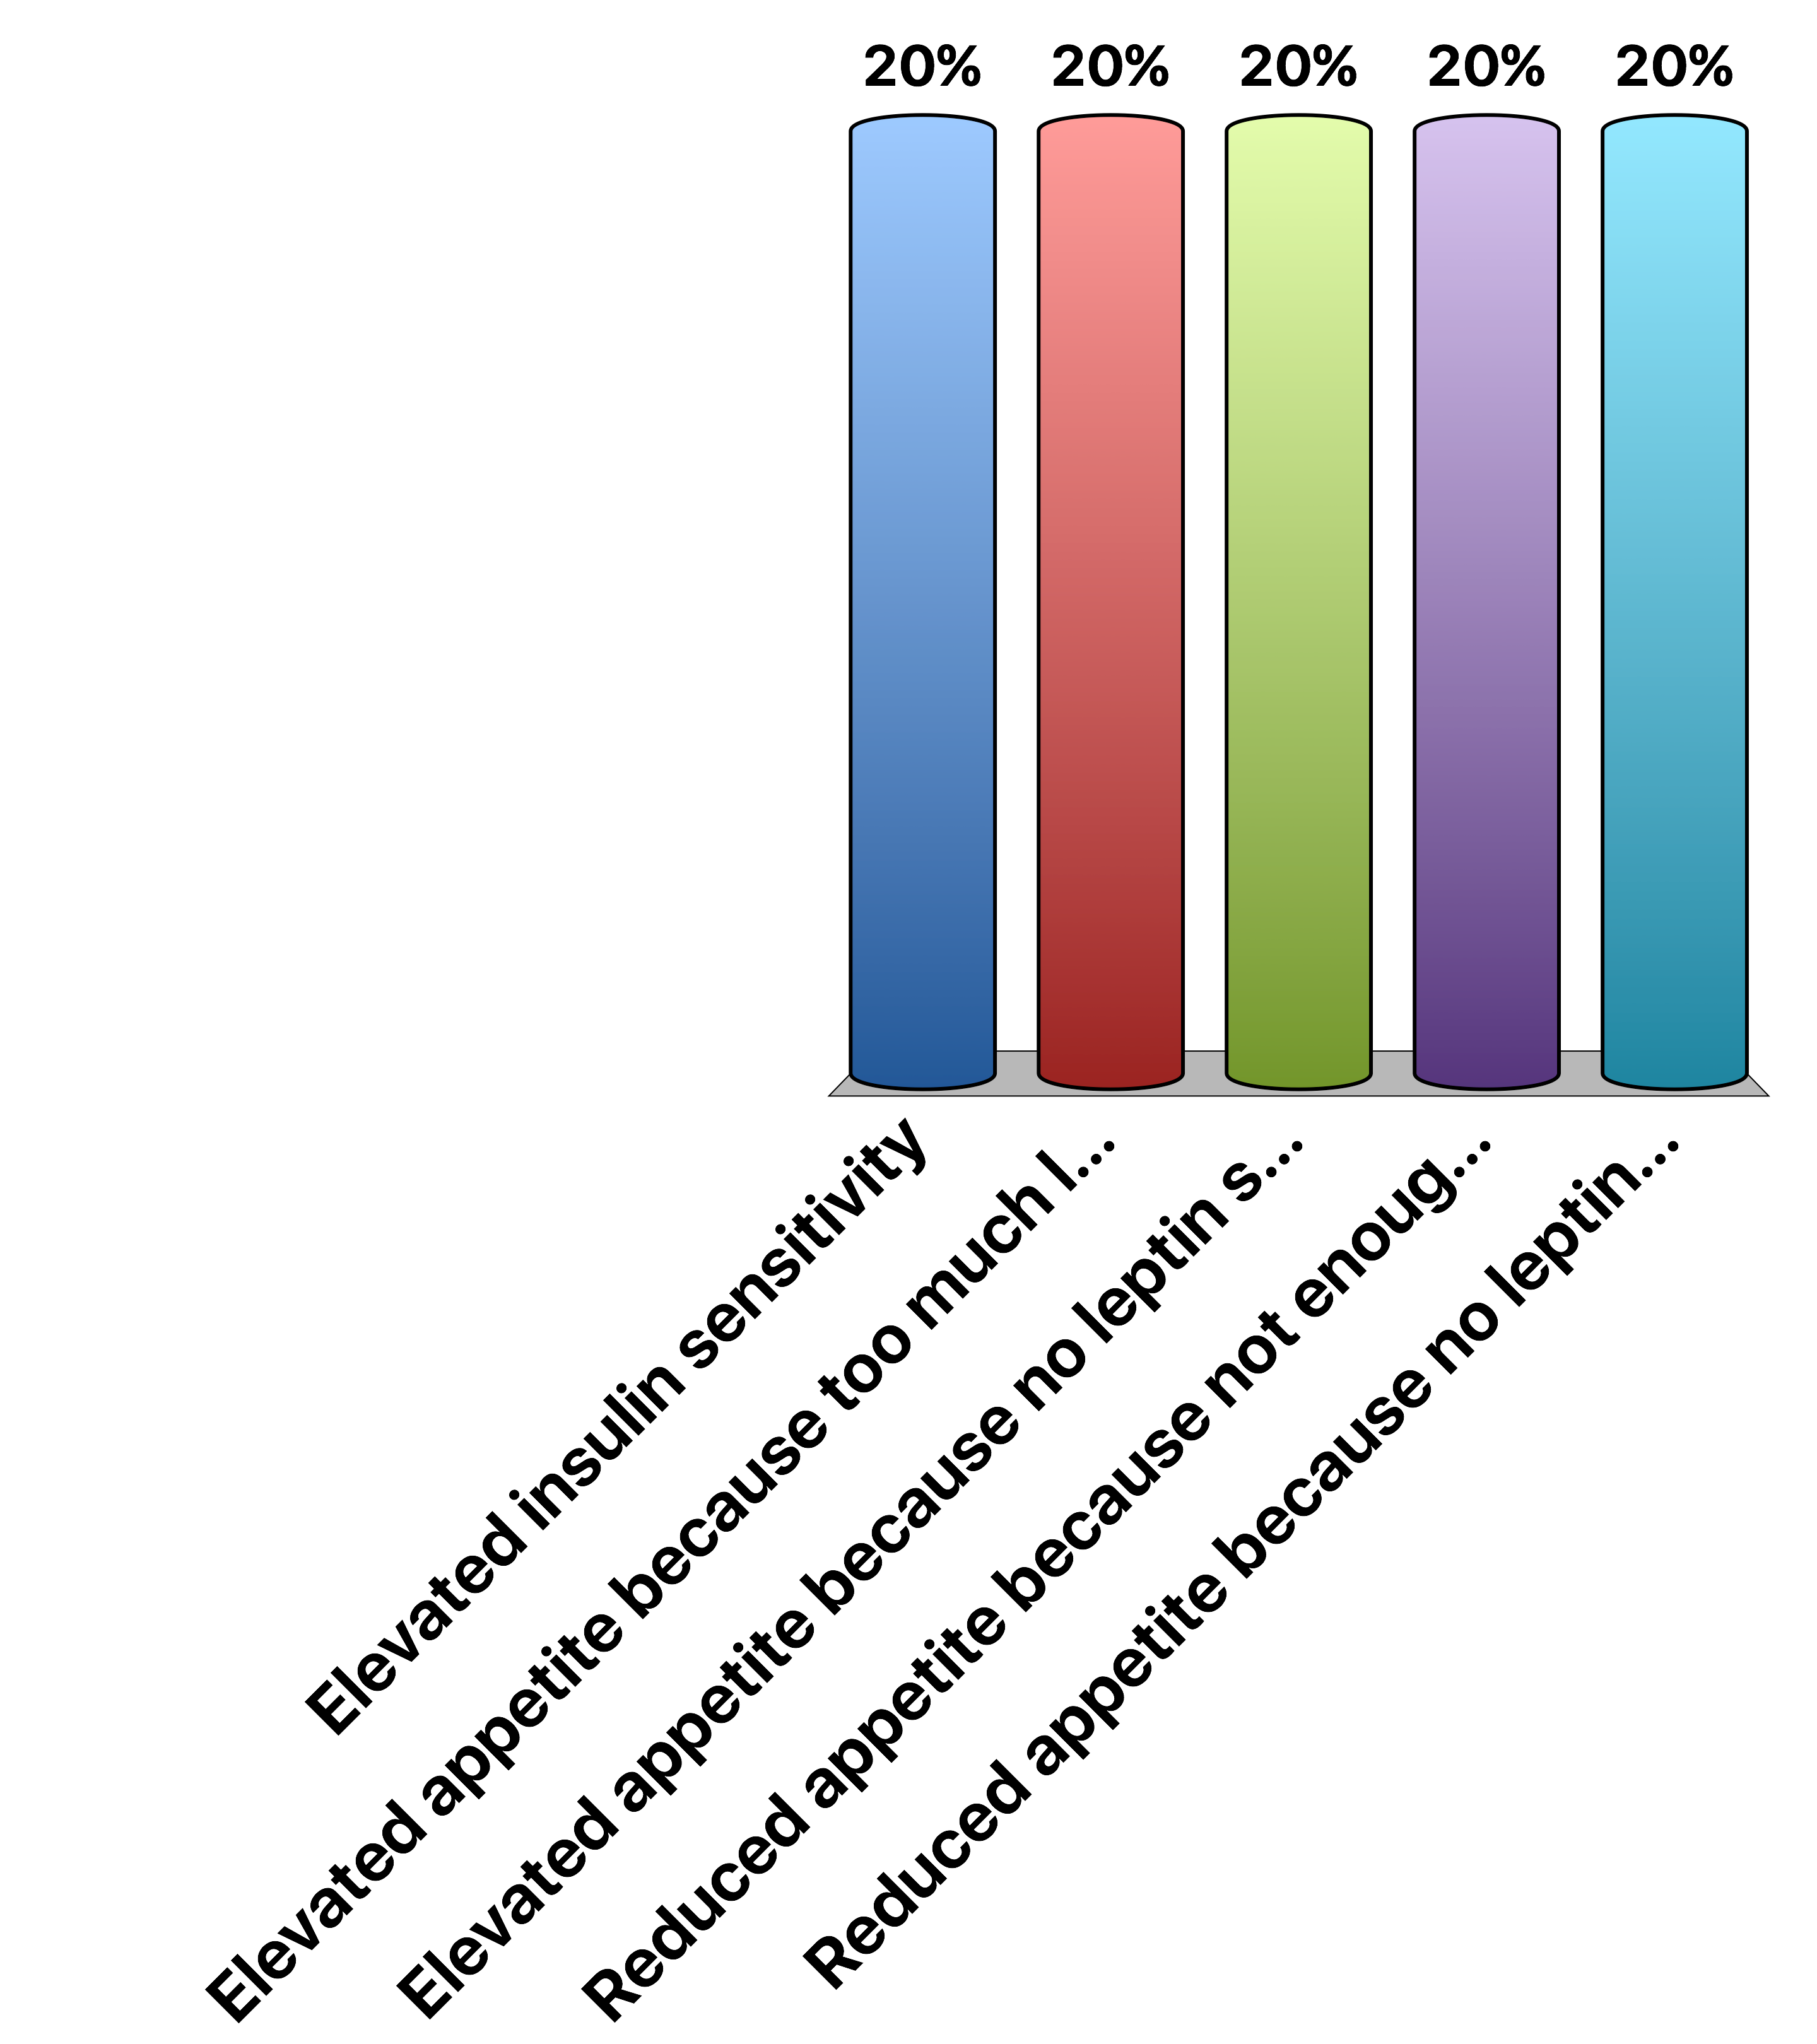 20% 20% 20% 20% 20%
Elevated insulin sensitivity
Elevated appetite because too much l...
Elevated appetite because no leptin s...
Reduced appetite because not enoug...
Reduced appetite because no leptin...